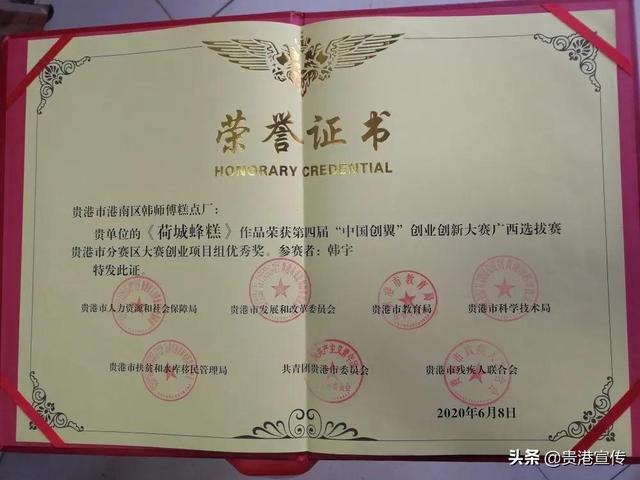 荣誉证书
HONORARY CREDENTIAL
贵港市港南区韩师傅糕点厂：
贵单位的《荷城蜂糕》作品荣获第四届“中国创翼”创业创新大赛广西选拔赛
贵港市分赛区大赛创业项目组优秀奖。参赛者：韩宇
特发此证。
贵港市人力资源和社会保障局 贵港市发展和改革委员会 贵港市教育局 贵港市科学技术局
贵港市扶贫和水库移民管理局 共青团贵港市委员会 贵港市残疾人联合会
2020年6月8日
头条 @贵港宣传